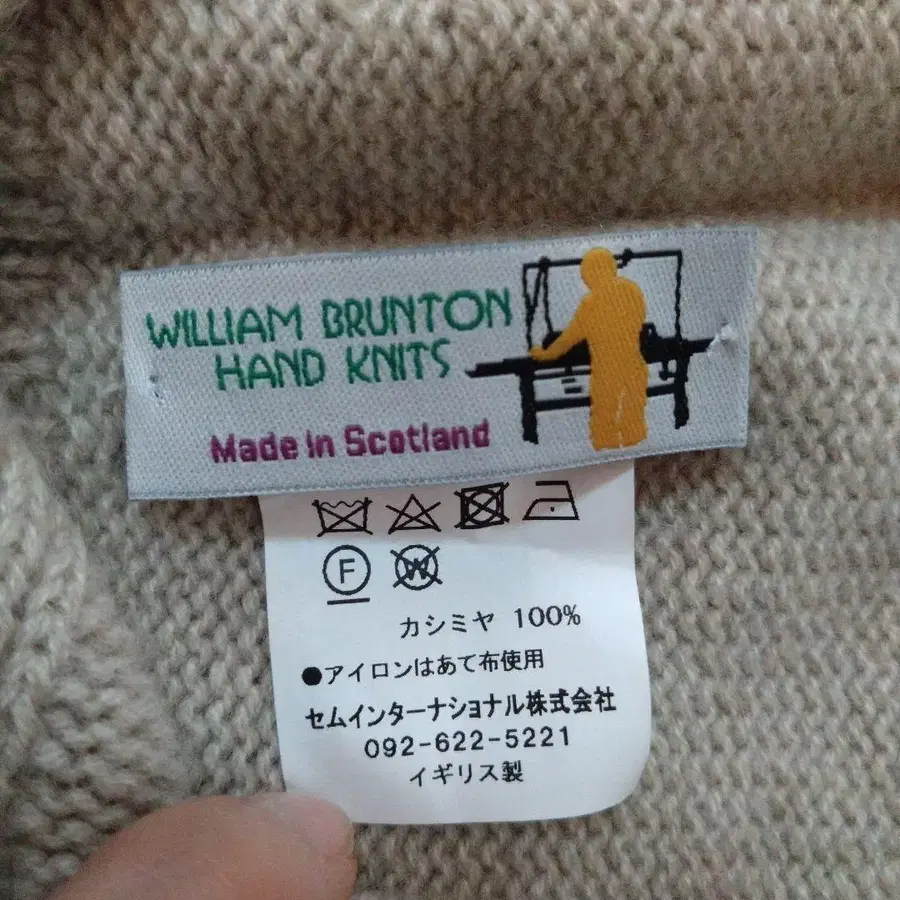 WILLIAM BRUNTON
HAND KNITS
Made in Scotland
F W
カシミヤ 100%
●アイロンはあて布使用
セムインターナショナル株式会社
092-622-5221
イギリス製